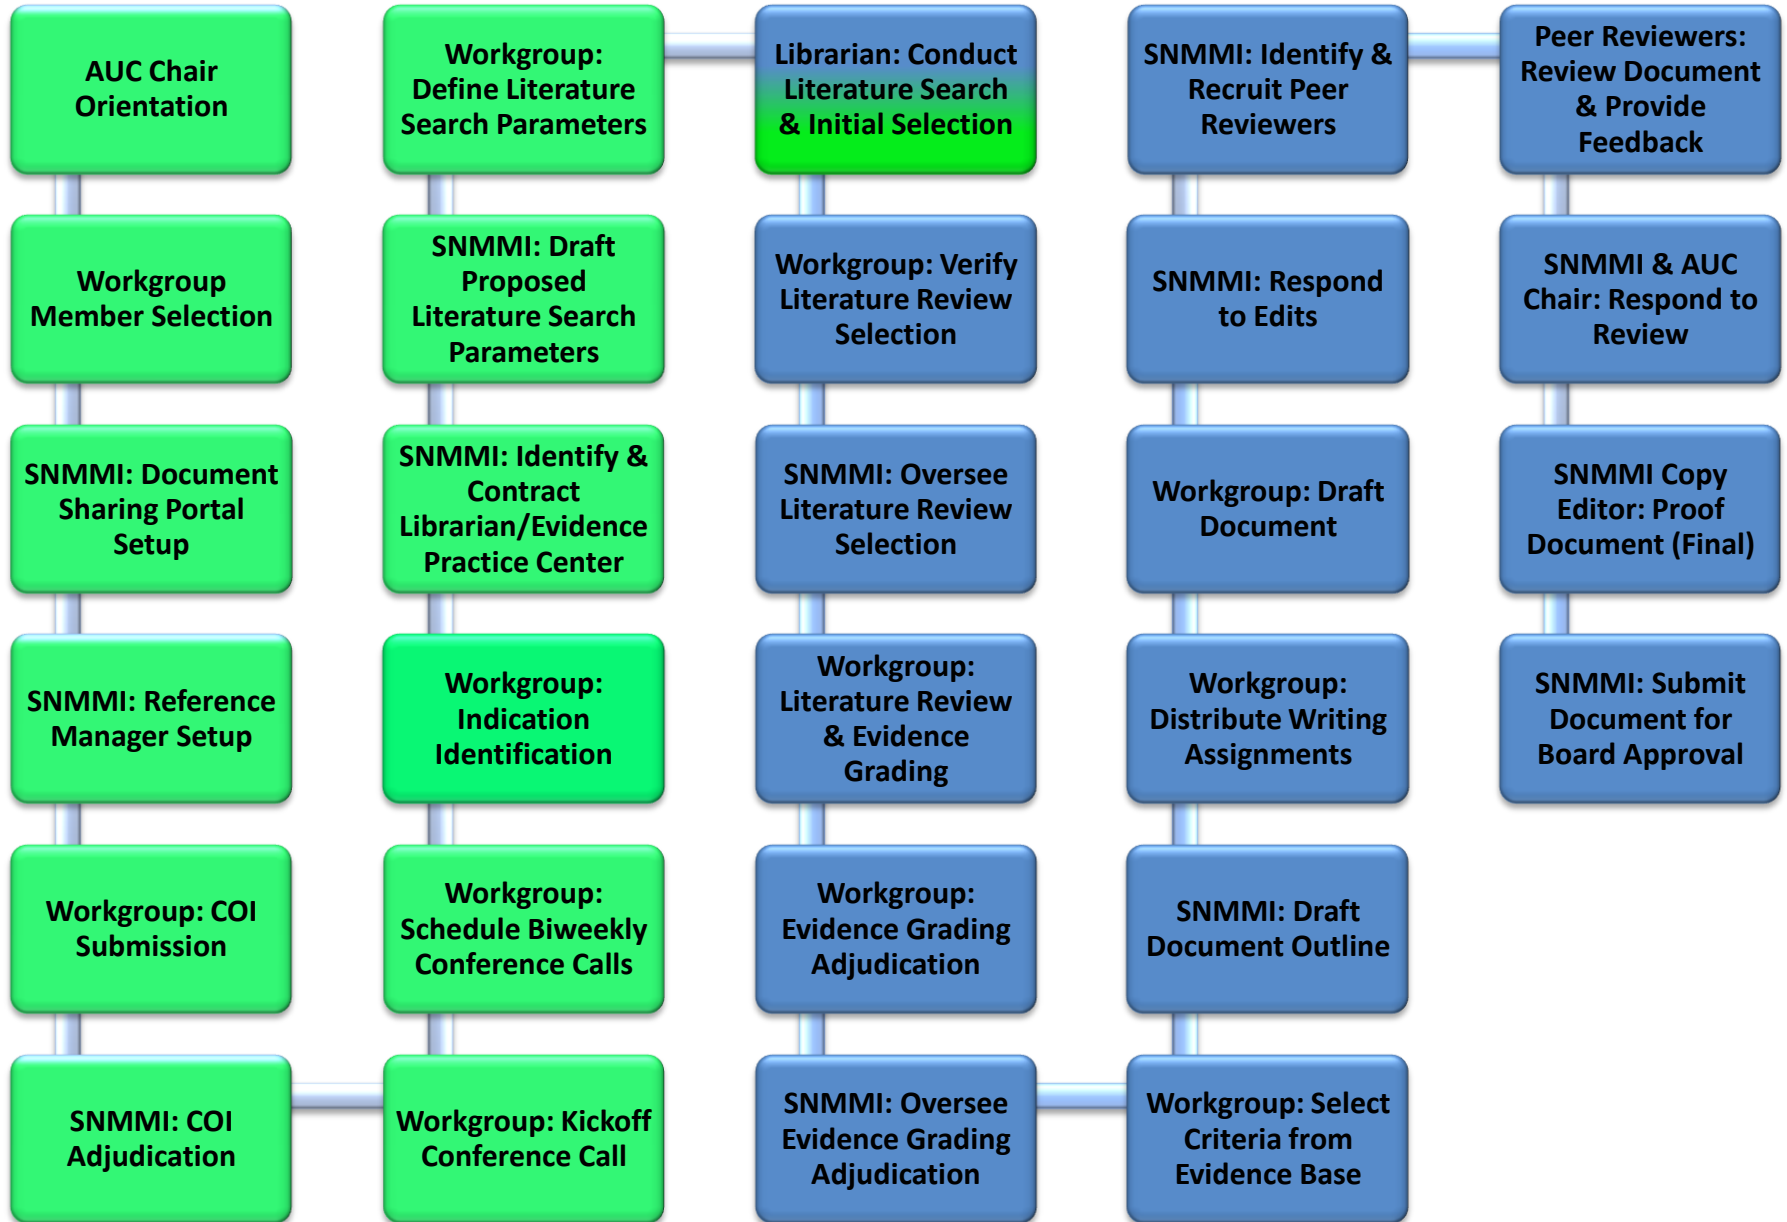 AUC Chair
Orientation
Workgroup
Member Selection
SNMMI: Document
Sharing Portal
Setup
SNMMI: Reference
Manager Setup
Workgroup: COI
Submission
SNMMI: COI
Adjudication
Workgroup: Kickoff
Conference Call
Workgroup:
Schedule Biweekly
Conference Calls
Workgroup:
Indication
Identification
SNMMI: Identify &
Contract
Librarian/Evidence
Practice Center
SNMMI: Draft
Proposed
Literature Search
Parameters
Workgroup:
Define Literature
Search Parameters
Librarian: Conduct
Literature Search
& Initial Selection
Workgroup: Verify
Literature Review
Selection
SNMMI: Oversee
Literature Review
Selection
Workgroup:
Literature Review
& Evidence
Grading
Workgroup:
Evidence Grading
Adjudication
SNMMI: Oversee
Evidence Grading
Adjudication
Workgroup: Select
Criteria from
Evidence Base
SNMMI: Draft
Document Outline
Workgroup:
Distribute Writing
Assignments
Workgroup: Draft
Document
SNMMI: Respond
to Edits
SNMMI: Identify &
Recruit Peer
Reviewers
Peer Reviewers:
Review Document
& Provide
Feedback
SNMMI & AUC
Chair: Respond to
Review
SNMMI Copy
Editor: Proof
Document (Final)
SNMMI: Submit
Document for
Board Approval